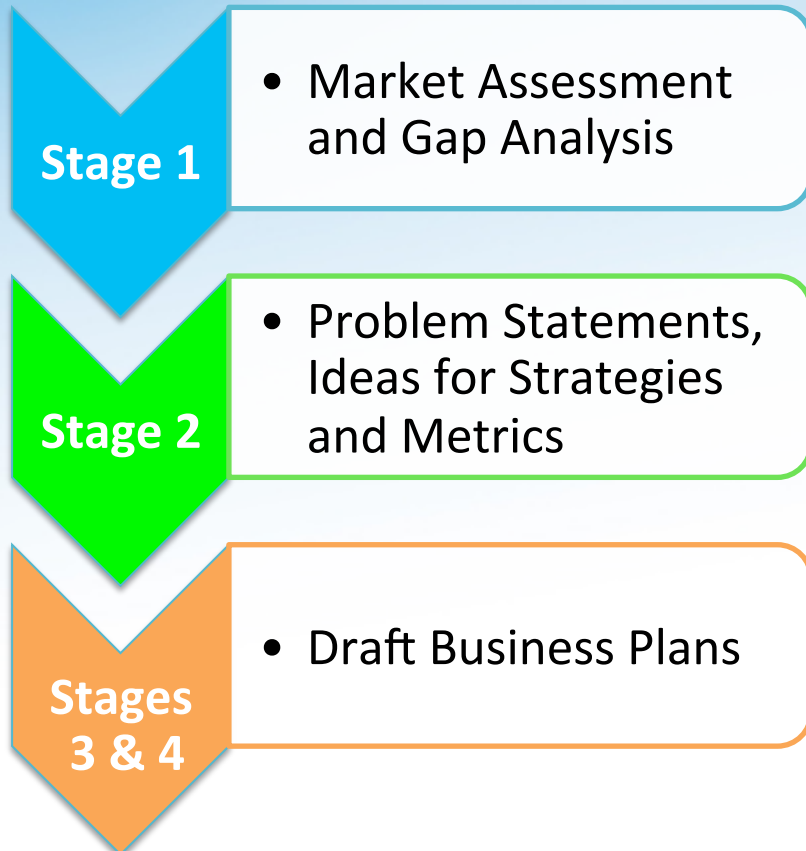 Stage 1
• Market Assessment
and Gap Analysis
Stage 2
• Problem Statements,
Ideas for Strategies
and Metrics
Stages
3 & 4
• Draft Business Plans